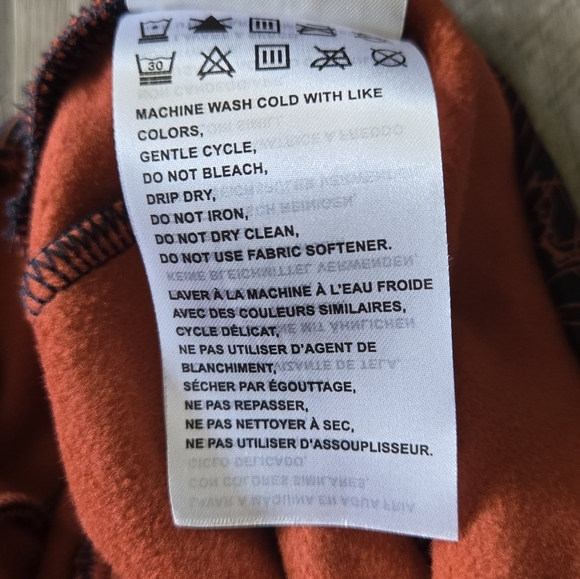 30
MACHINE WASH COLD WITH LIKE
COLORS,
GENTLE CYCLE,
DO NOT BLEACH,
DRIP DRY,
DO NOT IRON,
DO NOT DRY CLEAN,
DO NOT USE FABRIC SOFTENER.
LAVER À LA MACHINE À L'EAU FROIDE
AVEC DES COULEURS SIMILAIRES,
CYCLE DÉLICAT,
NE PAS UTILISER D'AGENT DE
BLANCHIMENT,
SÉCHER PAR ÉGOUTTAGE,
NE PAS REPASSER,
NE PAS NETTOYER À SEC,
NE PAS UTILISER D'ASSOUPLISSEUR.